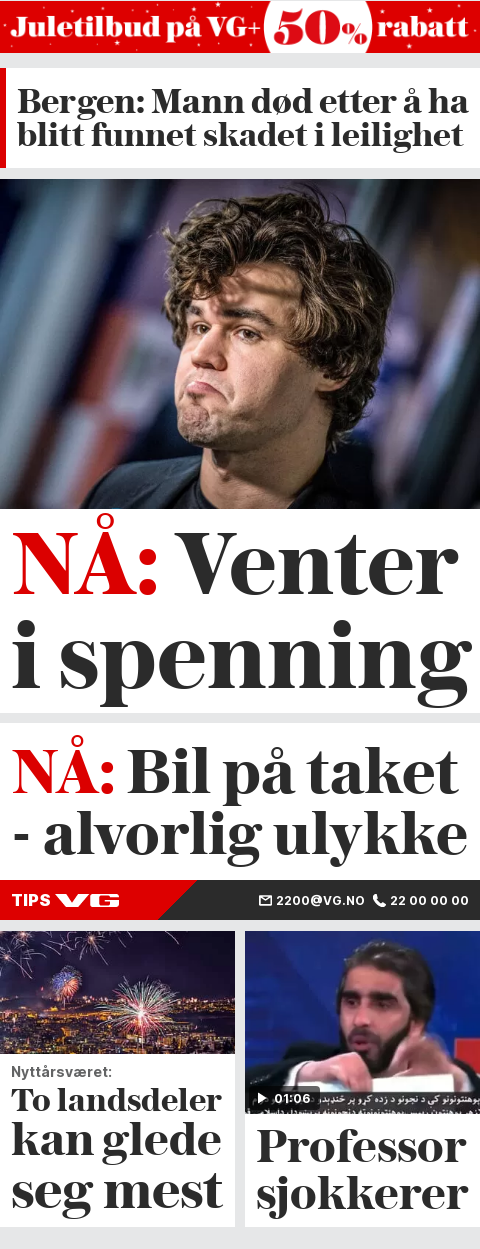 Juletilbud på VG+ 50% rabatt
Bergen: Mann død etter å ha
blitt funnet skadet i leilighet
NÅ: Venter
i spenning
NÅ: Bil på taket
- alvorlig ulykke
TIPS VG 2200@VG.NO 22 00 00 00
Nyttårsværet:
To landsdeler
kan glede
seg mest
01:06
Professor
sjokkerer